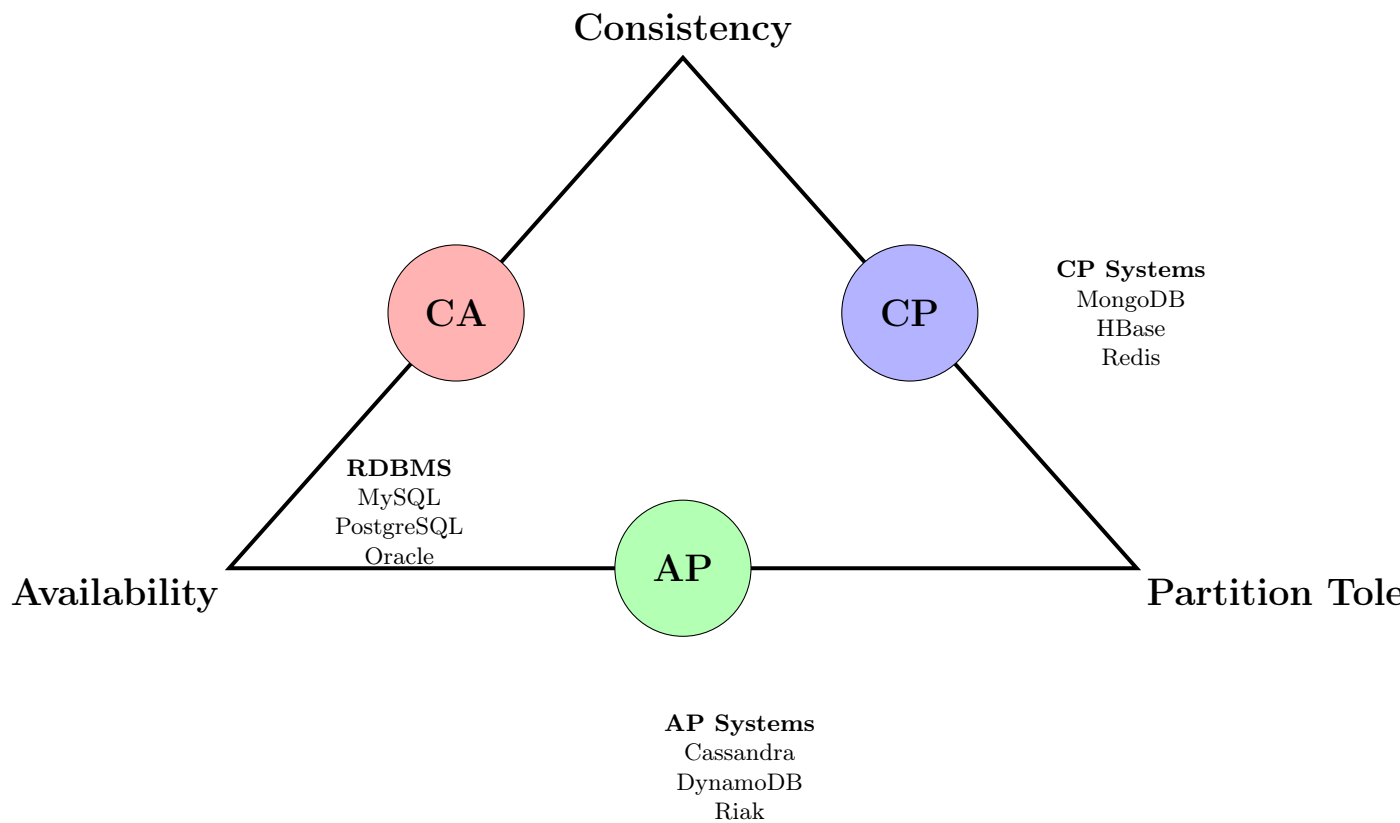 Consistency
CA
CP
CP Systems
MongoDB
HBase
Redis
RDBMS
MySQL
PostgreSQL
Oracle
Availability
AP
Partition Tole
AP Systems
Cassandra
DynamoDB
Riak